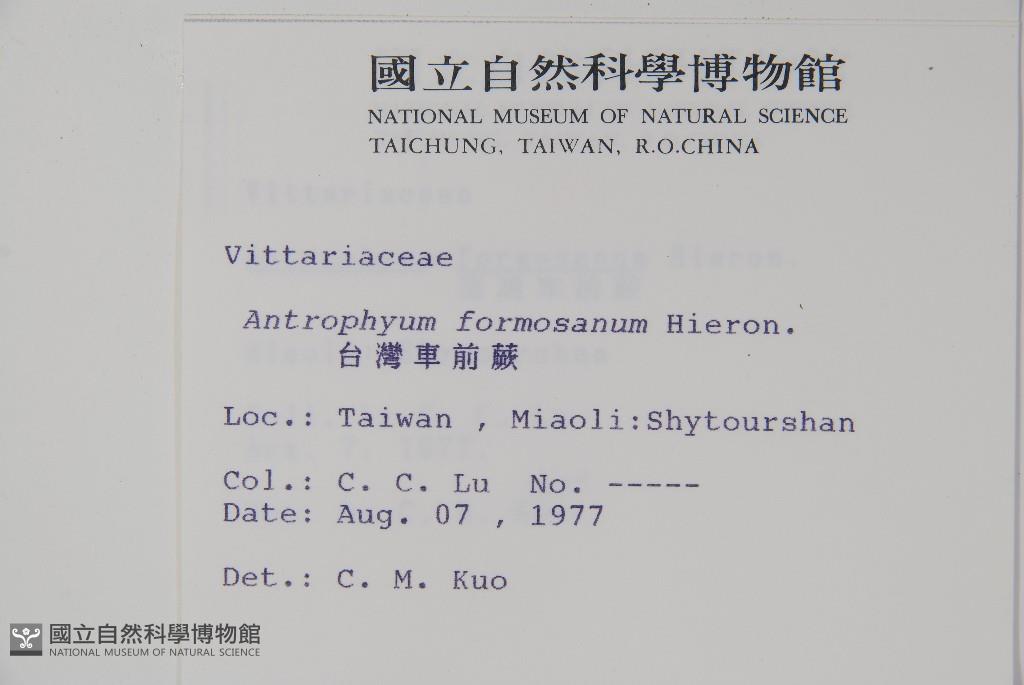 國立自然科學博物館
NATIONAL MUSEUM OF NATURAL SCIENCE
TAICHUNG, TAIWAN, R.O.CHINA
Vittariaceae
Antrophyum formosanum Hieron.
台灣車前蕨
Loc.: Taiwan , Miaoli:Shytourshan
Col.: C. C. Lu No. -----
Date: Aug. 07 , 1977
Det.: C. M. Kuo
國立自然科學博物館
NATIONAL MUSEUM OF NATURAL SCIENCE